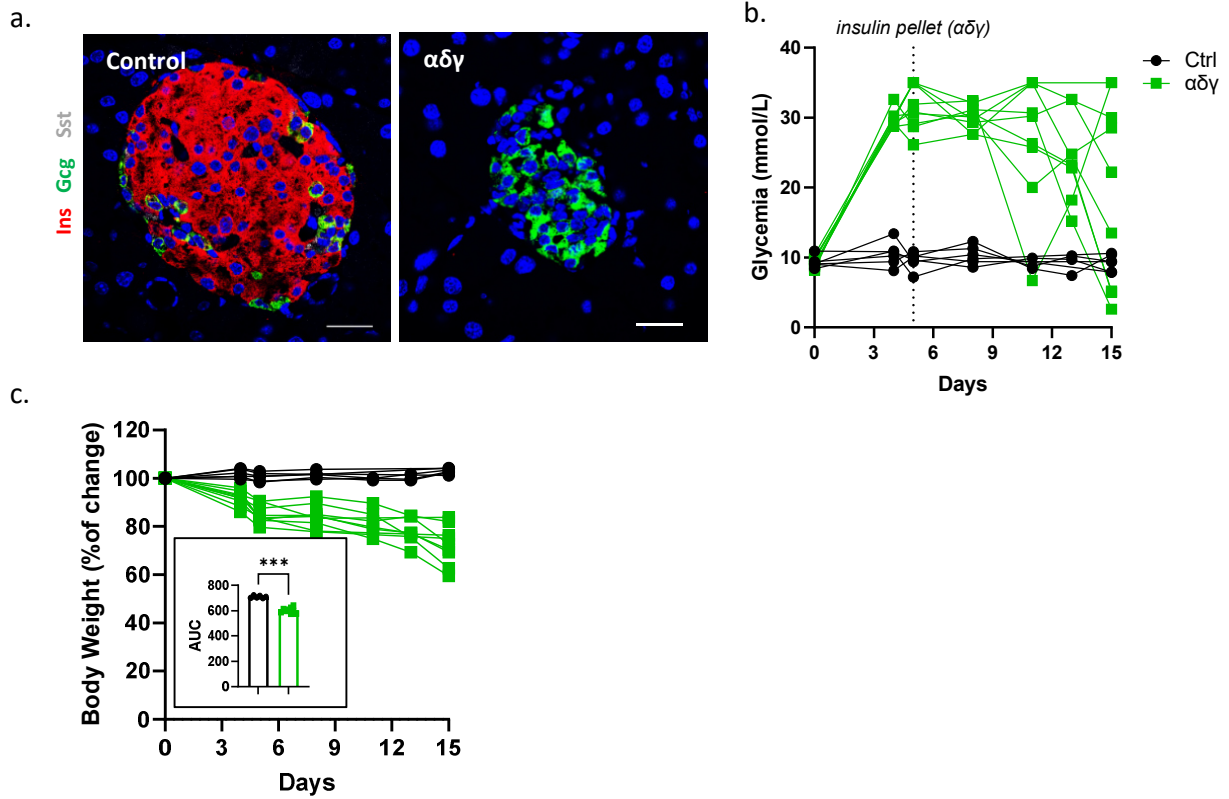 a.
Ins Gcg Sst
Control
αδγ
b.
insulin pellet (αδγ)
Ctrl
αδγ
Glycemia (mmol/L)
40
30
20
10
0
0 3 6 9 12 15
Days
c.
Body Weight (%of change)
120
100
80
60
40
20
0
0 3 6 9 12 15
Days
***
AUC
800
600
400
200
0